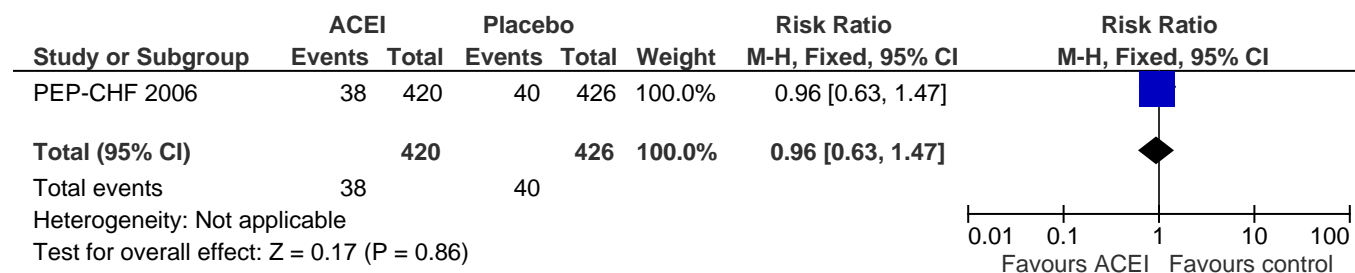 ACEI Placebo Risk Ratio Risk Ratio
Study or Subgroup Events Total Events Total Weight M-H, Fixed, 95% CI M-H, Fixed, 95% CI
PEP-CHF 2006 38 420 40 426 100.0% 0.96 [0.63, 1.47]
Total (95% CI) 420 426 100.0% 0.96 [0.63, 1.47]
Total events 38 40
Heterogeneity: Not applicable
Test for overall effect: Z = 0.17 (P = 0.86)
0.01 0.1 1 10 100
Favours ACEI Favours control